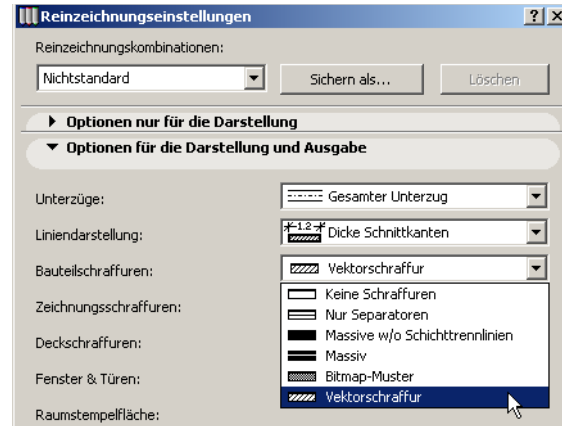 Reinzeichnungseinstellungen
Reinzeichnungskombinationen:
Nichtstandard
Sichern als...
Löschen
Optionen nur für die Darstellung
Optionen für die Darstellung und Ausgabe
Unterzüge:
Gesamter Unterzug
Liniendarstellung:
1.2 Dicke Schnittkanten
Bauteilschraffuren:
Vektorschraffur
Keine Schraffuren
Nur Separatoren
Massive w/o Schichttrennlinien
Massiv
Bitmap-Muster
Vektorschraffur
Zeichnungsschraffuren:
Deckschraffuren:
Fenster & Türen:
Raumstempelfläche: